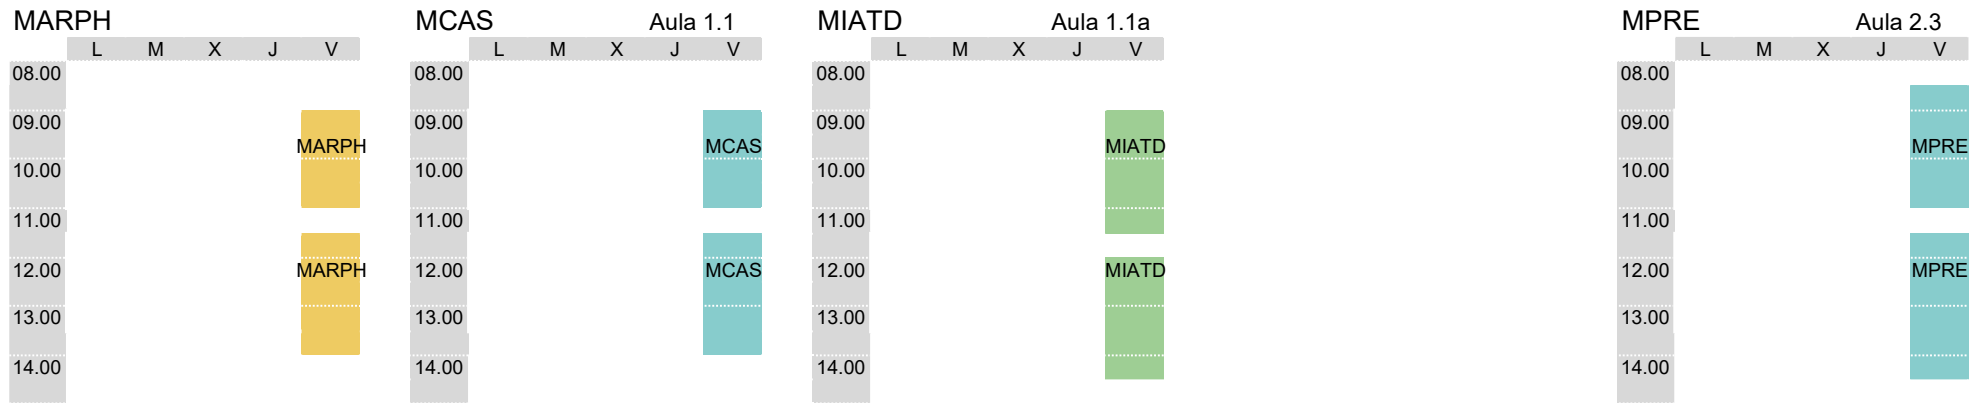 MARPH
L M X J V
08.00
09.00
MARPH
10.00
11.00
12.00
MARPH
13.00
14.00
MCAS Aula 1.1
L M X J V
08.00
09.00
MCAS
10.00
11.00
12.00
MCAS
13.00
14.00
MIATD Aula 1.1a
L M X J V
08.00
09.00
MIATD
10.00
11.00
12.00
MIATD
13.00
14.00
MPRE Aula 2.3
L M X J V
08.00
09.00
MPRE
10.00
11.00
12.00
MPRE
13.00
14.00